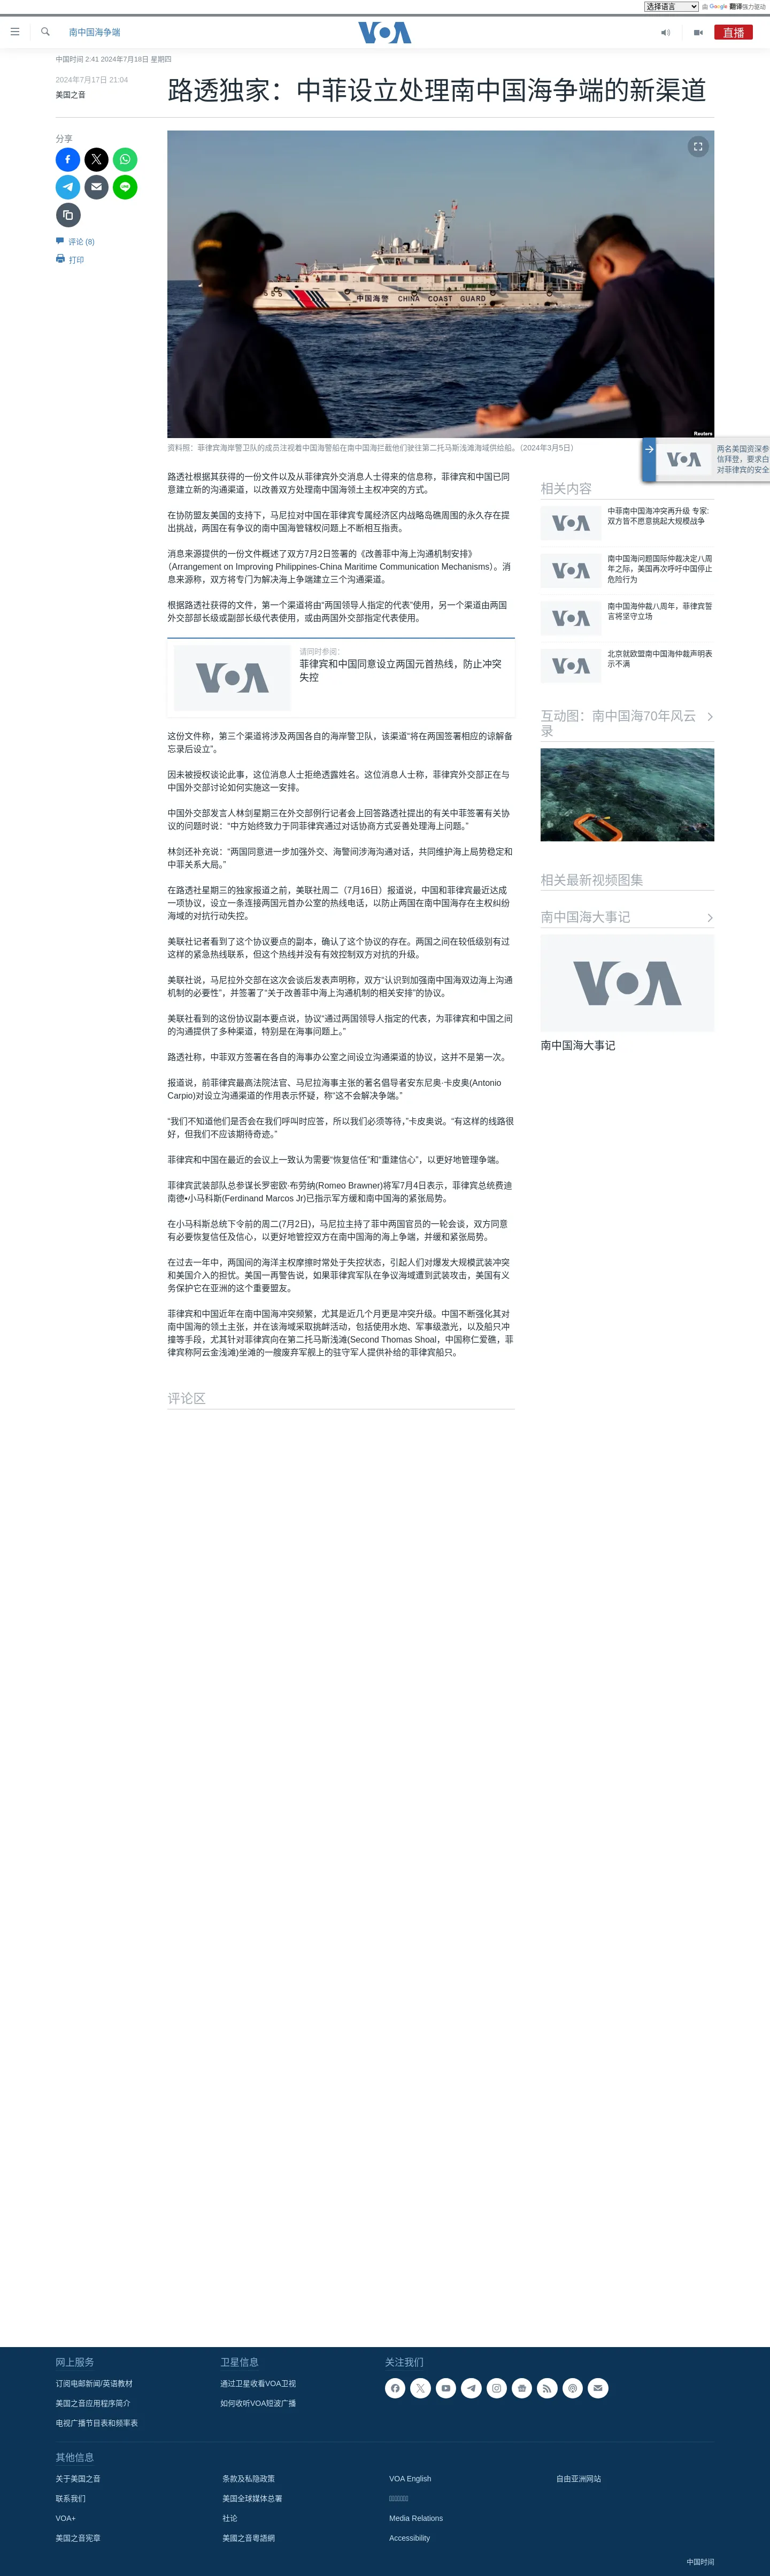 选择语言
由 Google 翻译强力驱动
南中国海争端
VOA
直播
中国时间 2:41 2024年7月18日 星期四
2024年7月17日 21:04
美国之音
路透独家：中菲设立处理南中国海争端的新渠道
分享
评论 (8)
打印
中国海警 CHINA COAST GUARD
Reuters
资料照：菲律宾海岸警卫队的成员注视着中国海警船在南中国海拦截他们驶往第二托马斯浅滩海域供给船。（2024年3月5日）
两名美国资深参
信拜登，要求白
对菲律宾的安全
路透社根据其获得的一份文件以及从菲律宾外交消息人士得来的信息称，菲律宾和中国已同
意建立新的沟通渠道，以改善双方处理南中国海领土主权冲突的方式。
在协防盟友美国的支持下，马尼拉对中国在菲律宾专属经济区内战略岛礁周围的永久存在提
出挑战，两国在有争议的南中国海管辖权问题上不断相互指责。
消息来源提供的一份文件概述了双方7月2日签署的《改善菲中海上沟通机制安排》
（Arrangement on Improving Philippines-China Maritime Communication Mechanisms）。消
息来源称，双方将专门为解决海上争端建立三个沟通渠道。
根据路透社获得的文件，第一个渠道将由“两国领导人指定的代表”使用，另一个渠道由两国
外交部部长级或副部长级代表使用，或由两国外交部指定代表使用。
请同时参阅：
菲律宾和中国同意设立两国元首热线，防止冲突
失控
这份文件称，第三个渠道将涉及两国各自的海岸警卫队，该渠道“将在两国签署相应的谅解备
忘录后设立”。
因未被授权谈论此事，这位消息人士拒绝透露姓名。这位消息人士称，菲律宾外交部正在与
中国外交部讨论如何实施这一安排。
中国外交部发言人林剑星期三在外交部例行记者会上回答路透社提出的有关中菲签署有关协
议的问题时说：“中方始终致力于同菲律宾通过对话协商方式妥善处理海上问题。”
林剑还补充说：“两国同意进一步加强外交、海警间涉海沟通对话，共同维护海上局势稳定和
中菲关系大局。”
在路透社星期三的独家报道之前，美联社周二（7月16日）报道说，中国和菲律宾最近达成
一项协议，设立一条连接两国元首办公室的热线电话，以防止两国在南中国海存在主权纠纷
海域的对抗行动失控。
美联社记者看到了这个协议要点的副本，确认了这个协议的存在。两国之间在较低级别有过
这样的紧急热线联系，但这个热线并没有有效控制双方对抗的升级。
美联社说，马尼拉外交部在这次会谈后发表声明称，双方“认识到加强南中国海双边海上沟通
机制的必要性”，并签署了“关于改善菲中海上沟通机制的相关安排”的协议。
美联社看到的这份协议副本要点说，协议“通过两国领导人指定的代表，为菲律宾和中国之间
的沟通提供了多种渠道，特别是在海事问题上。”
路透社称，中菲双方签署在各自的海事办公室之间设立沟通渠道的协议，这并不是第一次。
报道说，前菲律宾最高法院法官、马尼拉海事主张的著名倡导者安东尼奥·卡皮奥(Antonio
Carpio)对设立沟通渠道的作用表示怀疑，称“这不会解决争端。”
“我们不知道他们是否会在我们呼叫时应答，所以我们必须等待，”卡皮奥说。“有这样的线路很
好，但我们不应该期待奇迹。”
菲律宾和中国在最近的会议上一致认为需要“恢复信任”和“重建信心”，以更好地管理争端。
菲律宾武装部队总参谋长罗密欧·布劳纳(Romeo Brawner)将军7月4日表示，菲律宾总统费迪
南德•小马科斯(Ferdinand Marcos Jr)已指示军方缓和南中国海的紧张局势。
在小马科斯总统下令前的周二(7月2日)，马尼拉主持了菲中两国官员的一轮会谈，双方同意
有必要恢复信任及信心，以更好地管控双方在南中国海的海上争端，并缓和紧张局势。
在过去一年中，两国间的海洋主权摩擦时常处于失控状态，引起人们对爆发大规模武装冲突
和美国介入的担忧。美国一再警告说，如果菲律宾军队在争议海域遭到武装攻击，美国有义
务保护它在亚洲的这个重要盟友。
菲律宾和中国近年在南中国海冲突频繁，尤其是近几个月更是冲突升级。中国不断强化其对
南中国海的领土主张，并在该海域采取挑衅活动，包括使用水炮、军事级激光，以及船只冲
撞等手段，尤其针对菲律宾向在第二托马斯浅滩(Second Thomas Shoal，中国称仁爱礁，菲
律宾称阿云金浅滩)坐滩的一艘废弃军舰上的驻守军人提供补给的菲律宾船只。
评论区
相关内容
中菲南中国海冲突再升级 专家:
双方皆不愿意挑起大规模战争
南中国海问题国际仲裁决定八周
年之际，美国再次呼吁中国停止
危险行为
南中国海仲裁八周年，菲律宾誓
言将坚守立场
北京就欧盟南中国海仲裁声明表
示不满
互动图：南中国海70年风云
录
相关最新视频图集
南中国海大事记
南中国海大事记
网上服务
订阅电邮新闻/英语教材
美国之音应用程序简介
电视广播节目表和频率表
卫星信息
通过卫星收看VOA卫视
如何收听VOA短波广播
关注我们
其他信息
关于美国之音
联系我们
VOA+
美国之音宪章
条款及私隐政策
美国全球媒体总署
社论
美國之音粵語網
VOA English
Media Relations
Accessibility
自由亚洲网站
中国时间